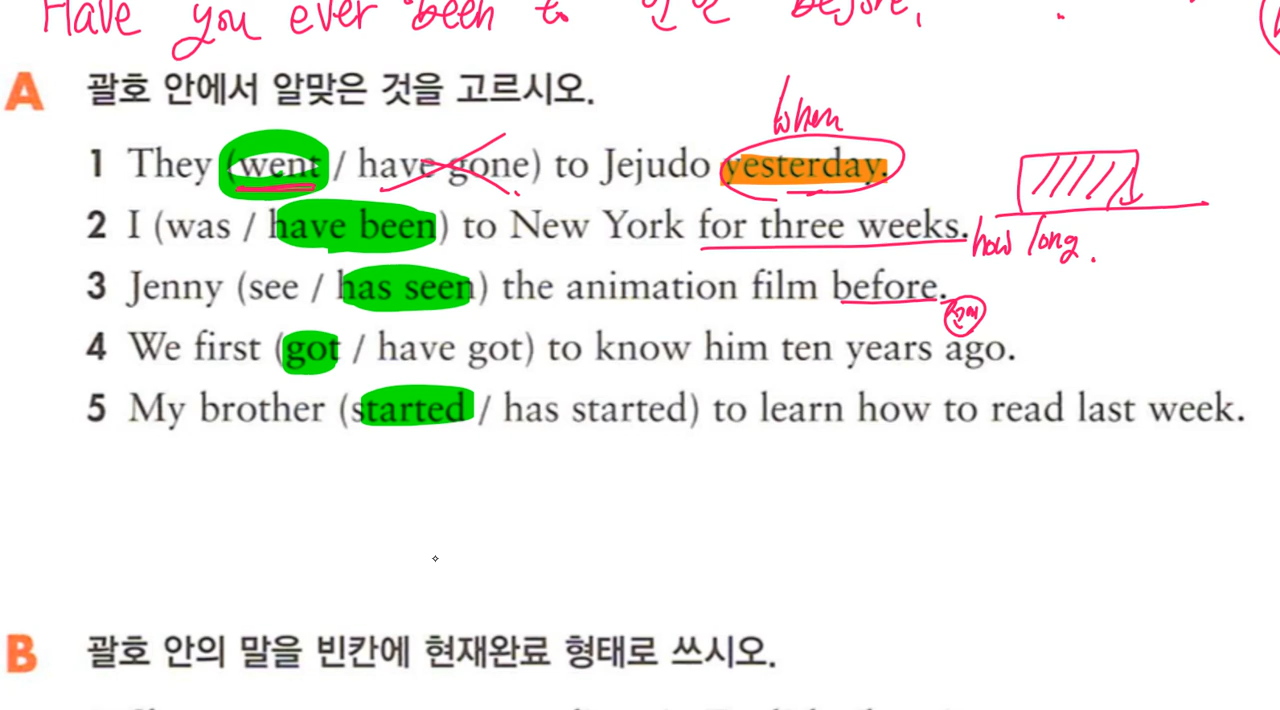 Have you ever been to before.
A 괄호 안에서 알맞은 것을 고르시오.
when
1 They (went / have gone) to Jejudo yesterday.
2 I (was / have been) to New York for three weeks.
how long.
3 Jenny (see / has seen) the animation film before.
전에
4 We first (got / have got) to know him ten years ago.
5 My brother (started / has started) to learn how to read last week.
B 괄호 안의 말을 빈칸에 현재완료 형태로 쓰시오.